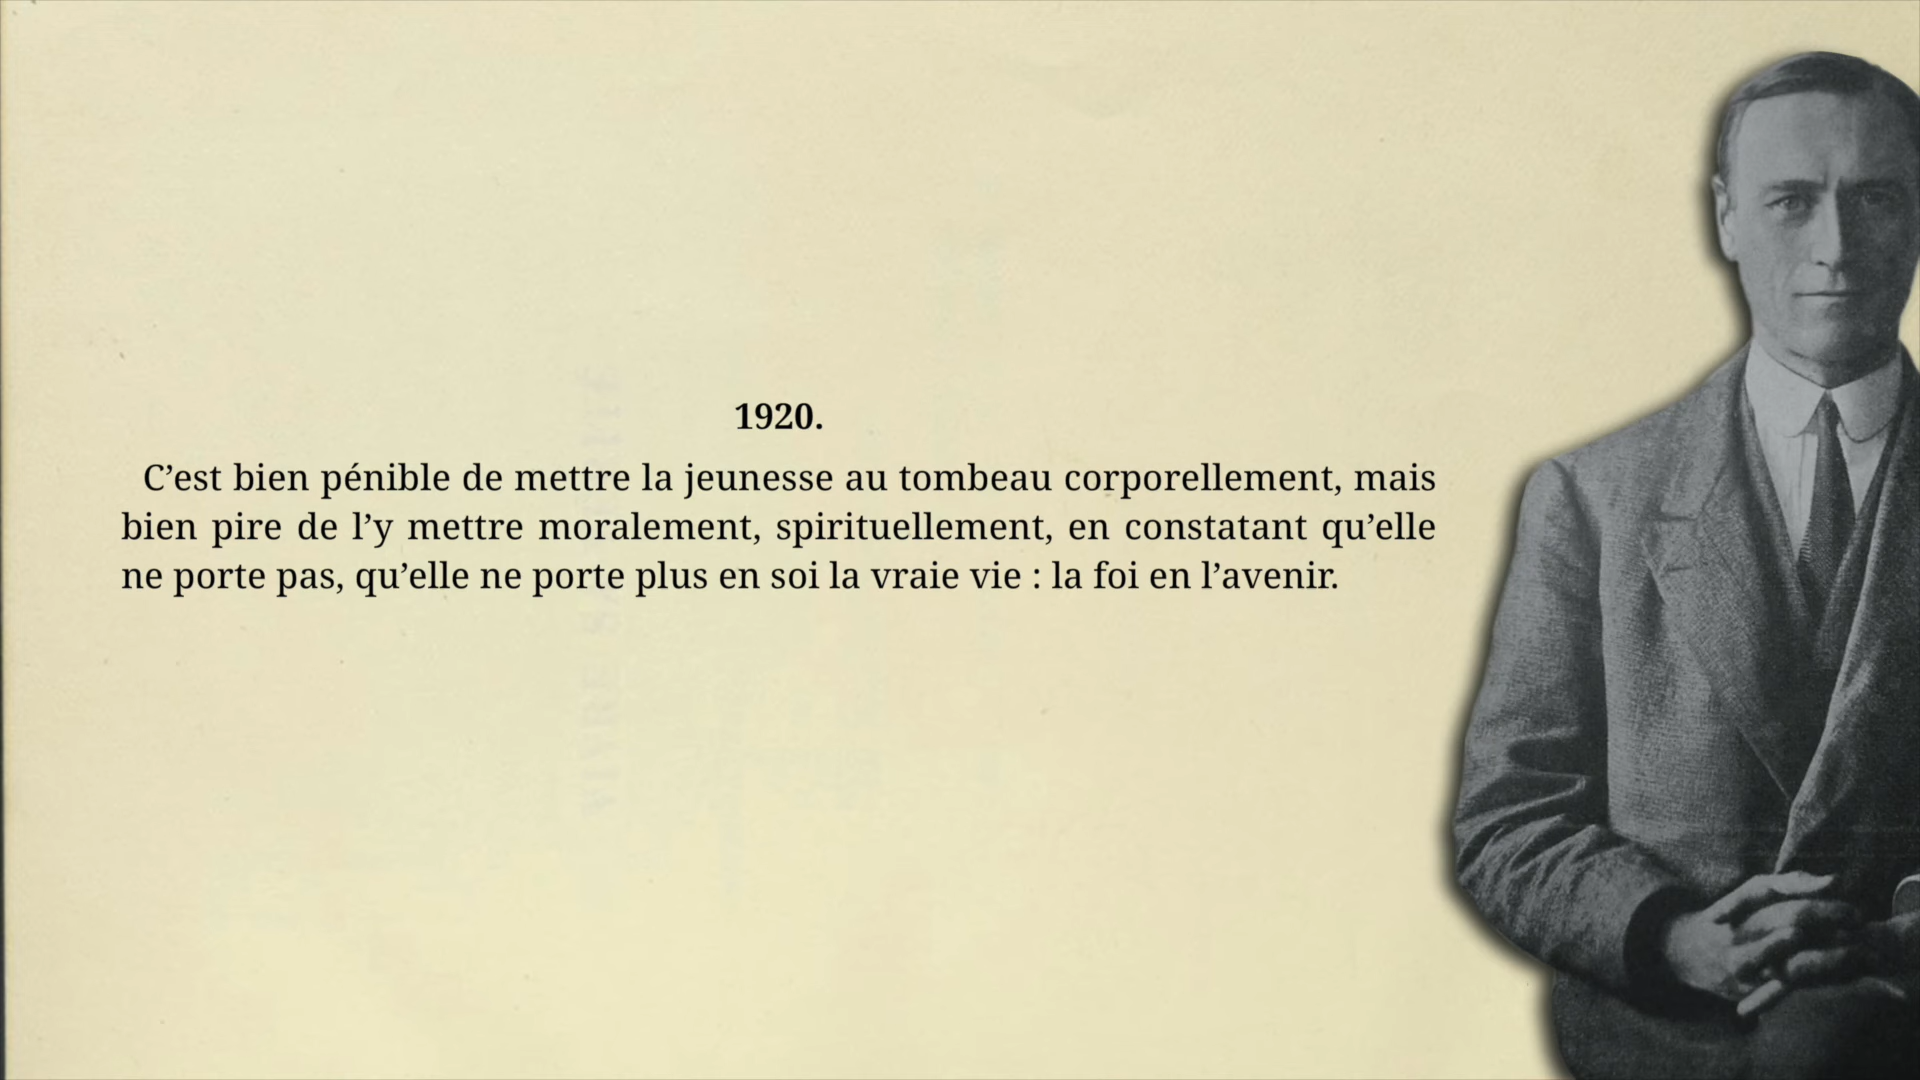 1920.
C’est bien pénible de mettre la jeunesse au tombeau corporellement, mais
bien pire de l’y mettre moralement, spirituellement, en constatant qu’elle
ne porte pas, qu’elle ne porte plus en soi la vraie vie : la foi en l’avenir.